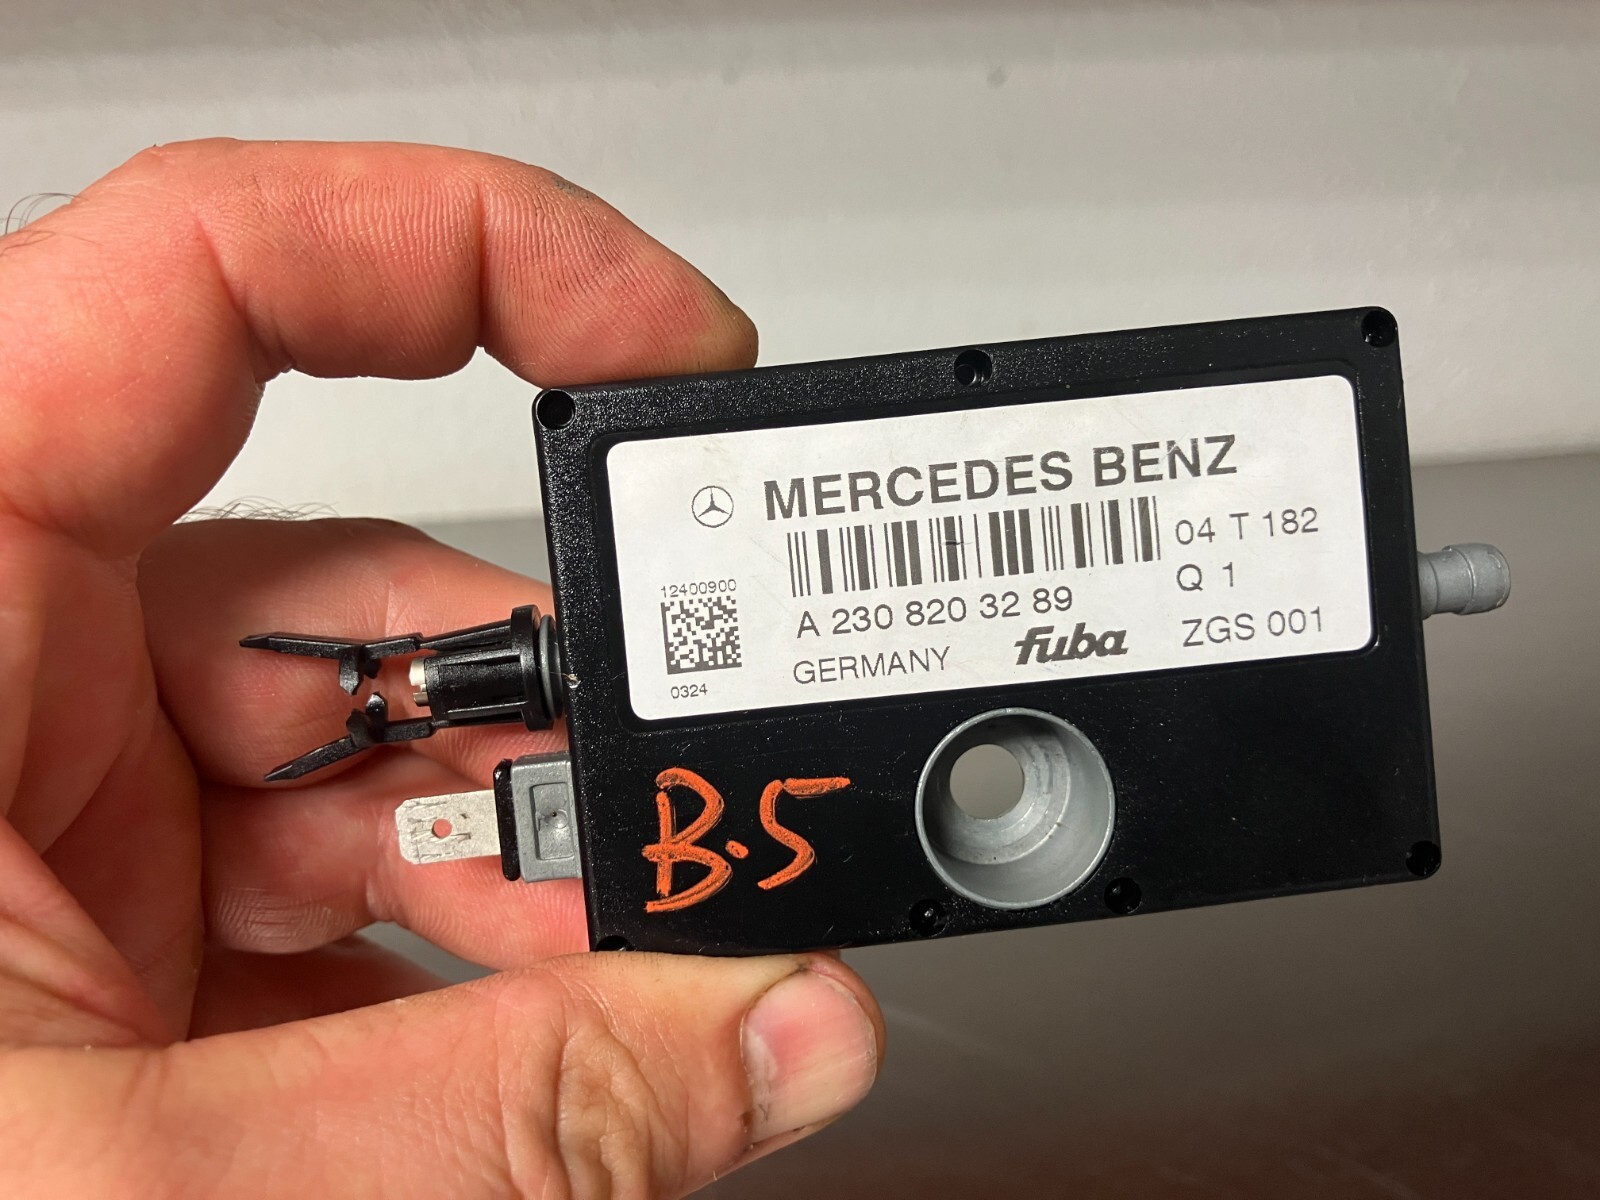 MERCEDES BENZ
04 T 182
12400900
Q 1
A 230 820 32 89
fuba
ZGS 001
GERMANY
0324
B.5